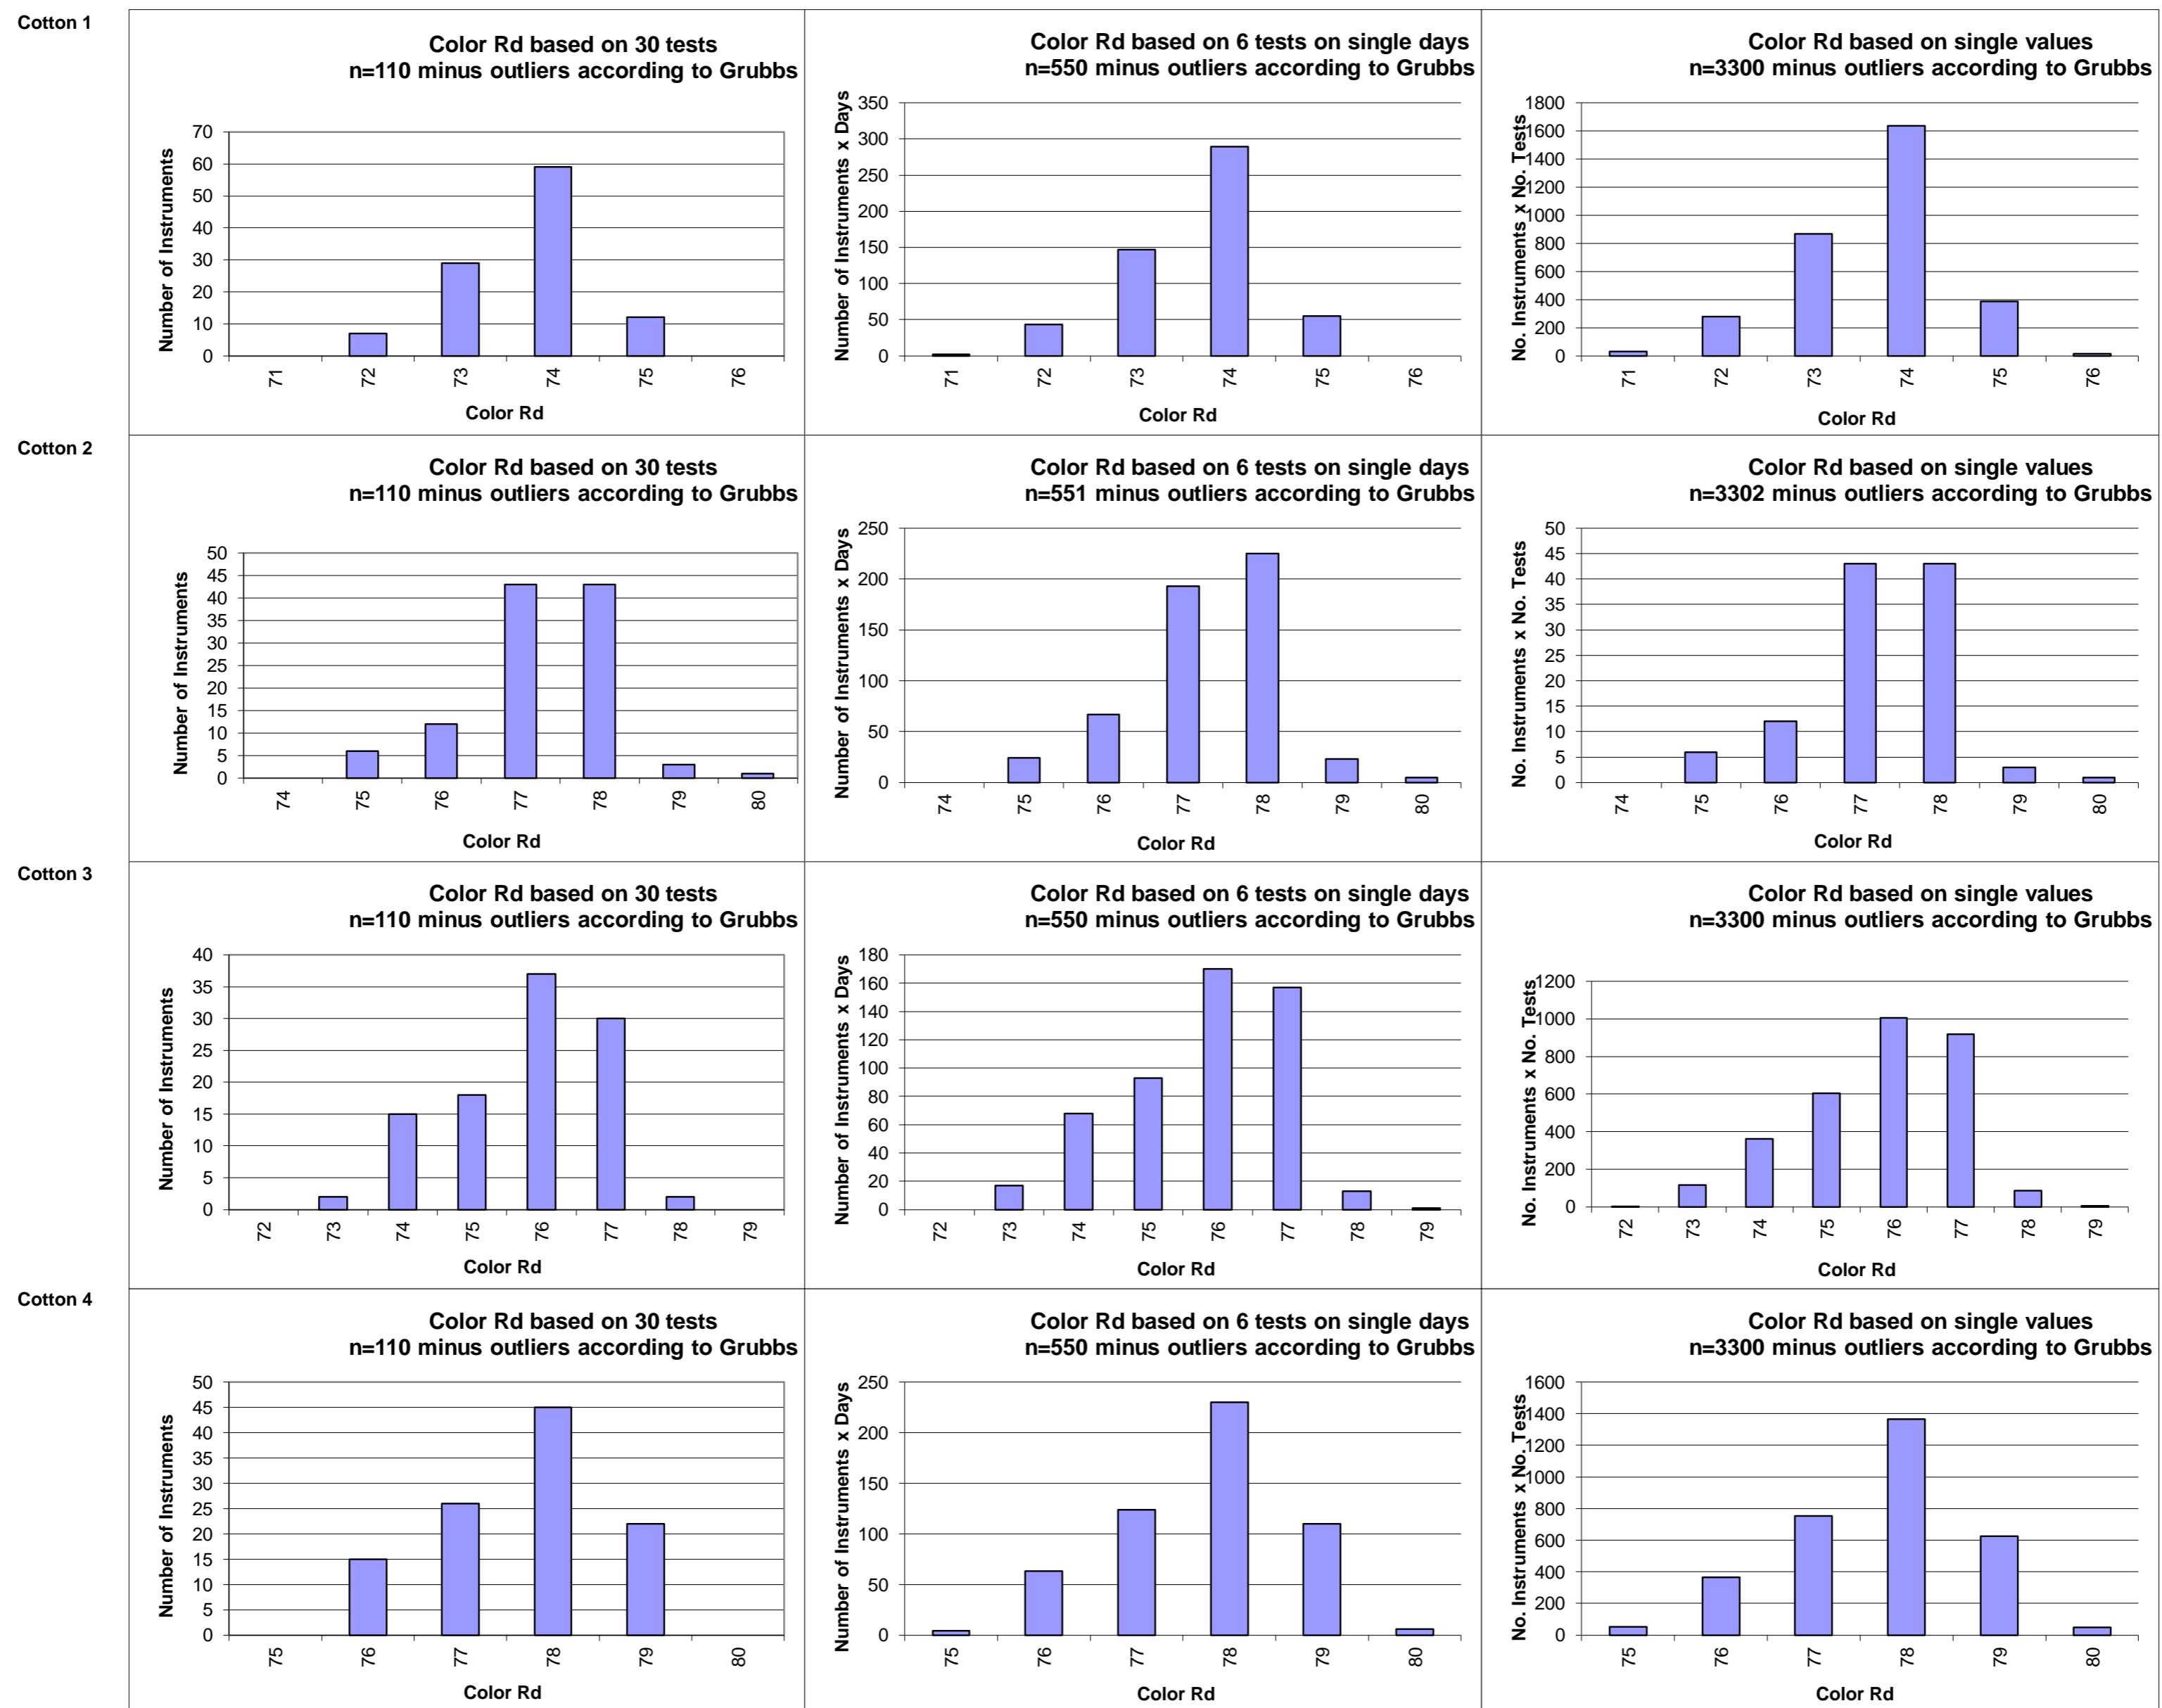 Cotton 1
Color Rd based on 30 tests
n=110 minus outliers according to Grubbs
Number of Instruments
70
60
50
40
30
20
10
0
71 72 73 74 75 76
Color Rd
Color Rd based on 6 tests on single days
n=550 minus outliers according to Grubbs
Number of Instruments x Days
350
300
250
200
150
100
50
0
71 72 73 74 75 76
Color Rd
Color Rd based on single values
n=3300 minus outliers according to Grubbs
No. Instruments x No. Tests
1800
1600
1400
1200
1000
800
600
400
200
0
71 72 73 74 75 76
Color Rd
Cotton 2
Color Rd based on 30 tests
n=110 minus outliers according to Grubbs
Number of Instruments
50
45
40
35
30
25
20
15
10
5
0
74 75 76 77 78 79 80
Color Rd
Color Rd based on 6 tests on single days
n=551 minus outliers according to Grubbs
Number of Instruments x Days
250
200
150
100
50
0
74 75 76 77 78 79 80
Color Rd
Color Rd based on single values
n=3302 minus outliers according to Grubbs
No. Instruments x No. Tests
50
45
40
35
30
25
20
15
10
5
0
74 75 76 77 78 79 80
Color Rd
Cotton 3
Color Rd based on 30 tests
n=110 minus outliers according to Grubbs
Number of Instruments
40
35
30
25
20
15
10
5
0
72 73 74 75 76 77 78 79
Color Rd
Color Rd based on 6 tests on single days
n=550 minus outliers according to Grubbs
Number of Instruments x Days
180
160
140
120
100
80
60
40
20
0
72 73 74 75 76 77 78 79
Color Rd
Color Rd based on single values
n=3300 minus outliers according to Grubbs
No. Instruments x No. Tests
1200
1000
800
600
400
200
0
72 73 74 75 76 77 78 79
Color Rd
Cotton 4
Color Rd based on 30 tests
n=110 minus outliers according to Grubbs
Number of Instruments
50
45
40
35
30
25
20
15
10
5
0
75 76 77 78 79 80
Color Rd
Color Rd based on 6 tests on single days
n=550 minus outliers according to Grubbs
Number of Instruments x Days
250
200
150
100
50
0
75 76 77 78 79 80
Color Rd
Color Rd based on single values
n=3300 minus outliers according to Grubbs
No. Instruments x No. Tests
1600
1400
1200
1000
800
600
400
200
0
75 76 77 78 79 80
Color Rd